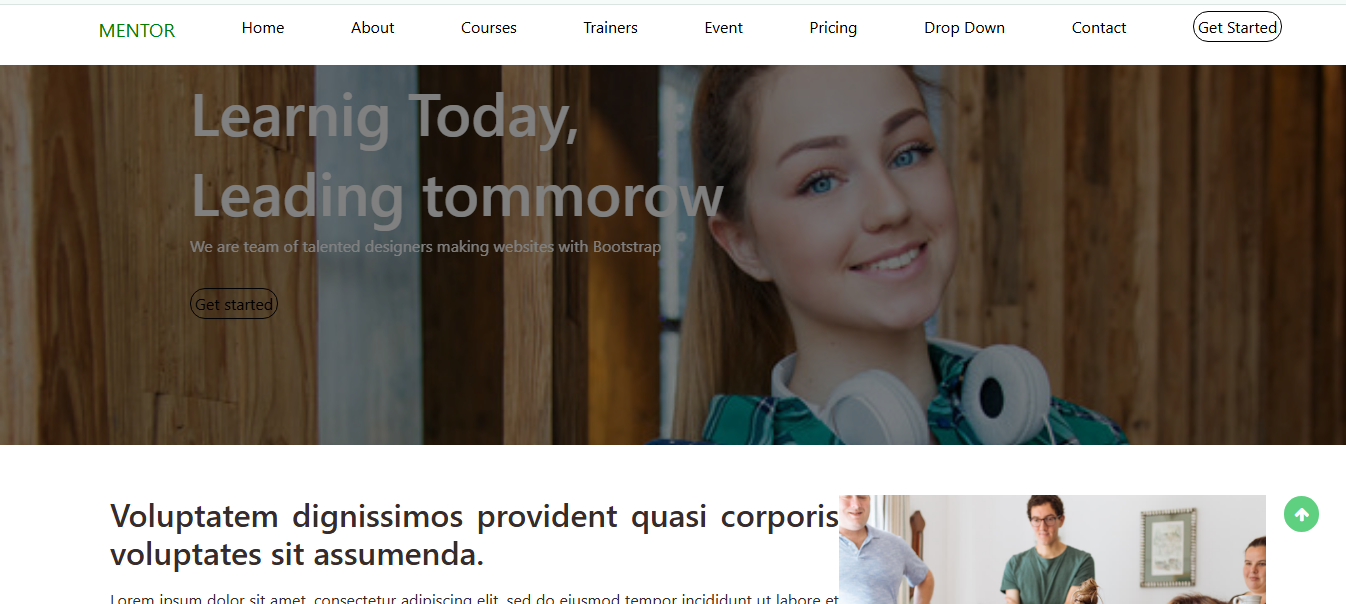 MENTOR Home About Courses Trainers Event Pricing Drop Down Contact Get Started
Learnig Today,
Leading tommorow
We are team of talented designers making websites with Bootstrap
Get started
Voluptatem dignissimos provident quasi corporis
voluptates sit assumenda.
Lorem ipsum dolor sit amet, consectetur adipiscing elit, sed do eiusmod tempor incididunt ut labore et